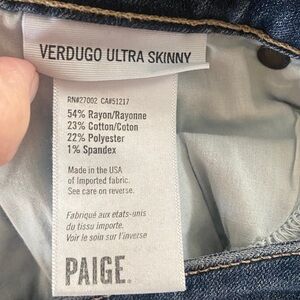 VERDUGO ULTRA SKINNY
RN#27002 CA#51217
54% Rayon/Rayonne
23% Cotton/Coton
22% Polyester
1% Spandex
Made in the USA
of Imported fabric.
See care on reverse.
Fabriqué aux etats-unis
du tissu importe.
Voir le soin sur l'inverse
PAIGE.